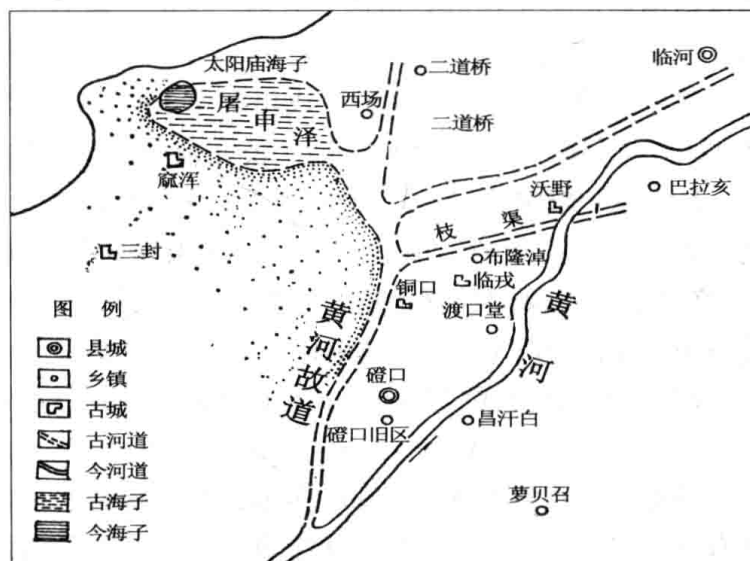 太阳庙海子
二道桥
临河
屠申泽
西场
二道桥
窳浑
沃野
巴拉亥
枝渠
三封
布隆淖
铜口
临戎
图 例
黄河故道
渡口堂
黄河
县城
乡镇
磴口
古城
磴口旧区
昌汗白
古河道
今河道
古海子
萝贝召
今海子